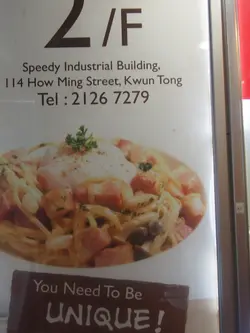 2/F
Speedy Industrial Building,
114 How Ming Street, Kwun Tong
Tel : 2126 7279
You Need To Be
UNIQUE!